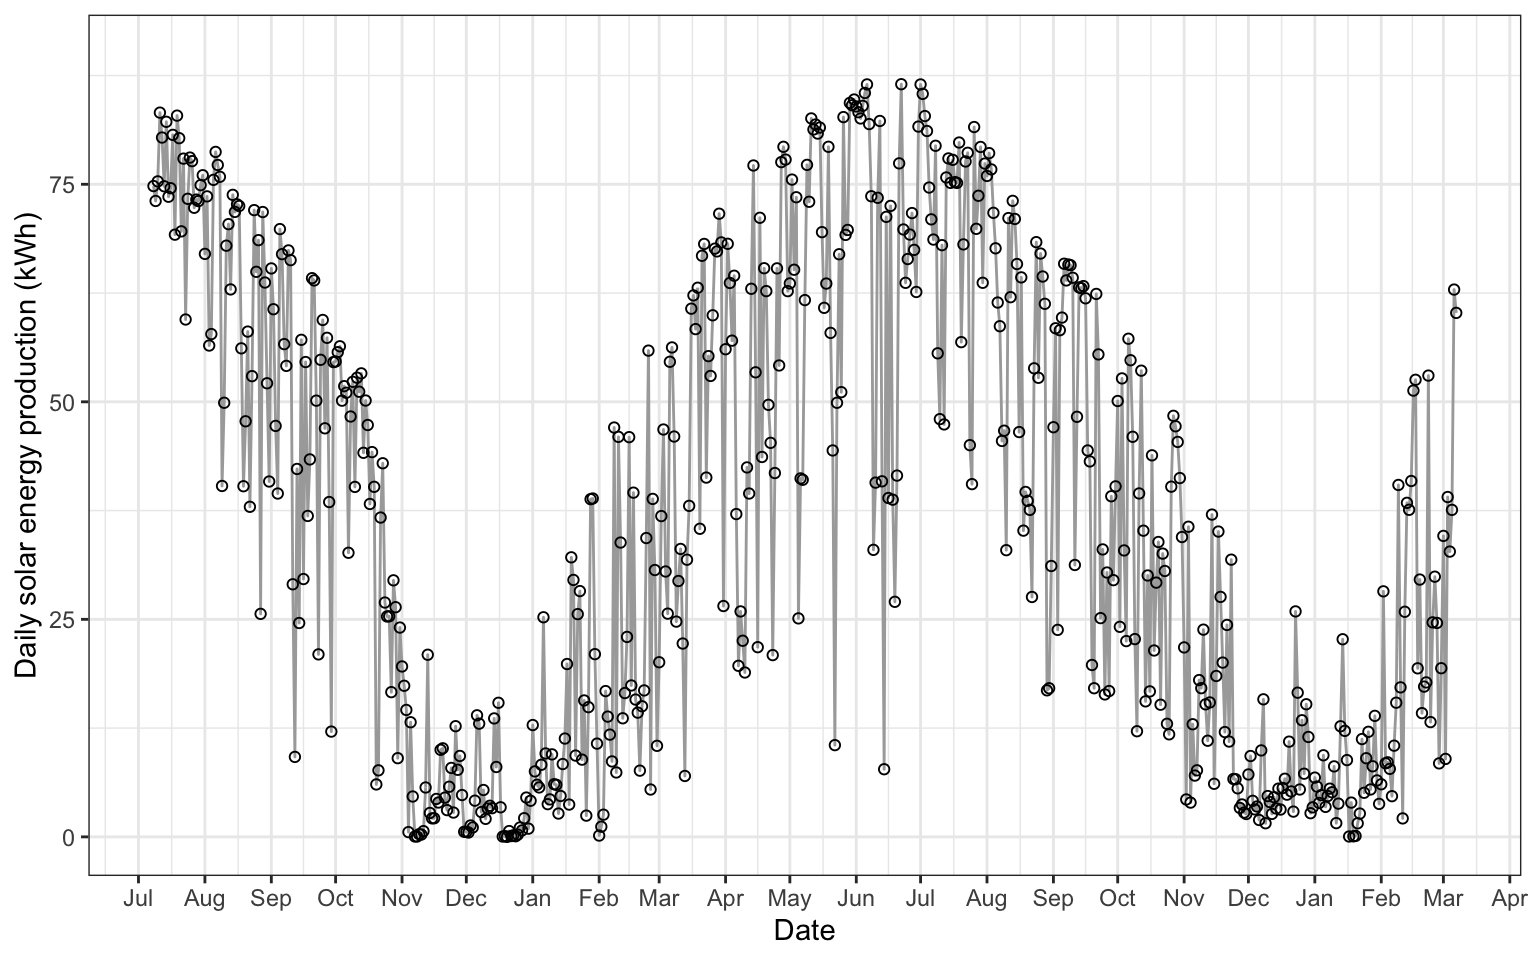 Daily solar energy production (kWh)
75
50
25
0
Jul Aug Sep Oct Nov Dec Jan Feb Mar Apr May Jun Jul Aug Sep Oct Nov Dec Jan Feb Mar Apr
Date